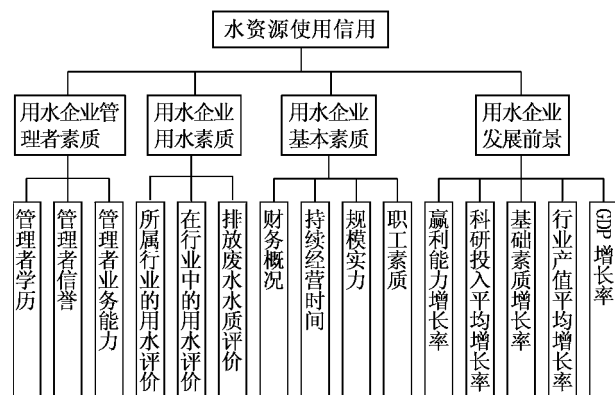 水资源使用信用
用水企业管
理者素质
用水企业
用水素质
用水企业
基本素质
用水企业
发展前景
管理者学历
管理者信誉
管理者业务能力
所属行业的用水评价
在行业中的用水评价
排放废水水质评价
财务概况
持续经营时间
规模实力
职工素质
赢利能力增长率
科研投入平均增长率
基础素质增长率
行业产值平均增长率
GDP 增长率